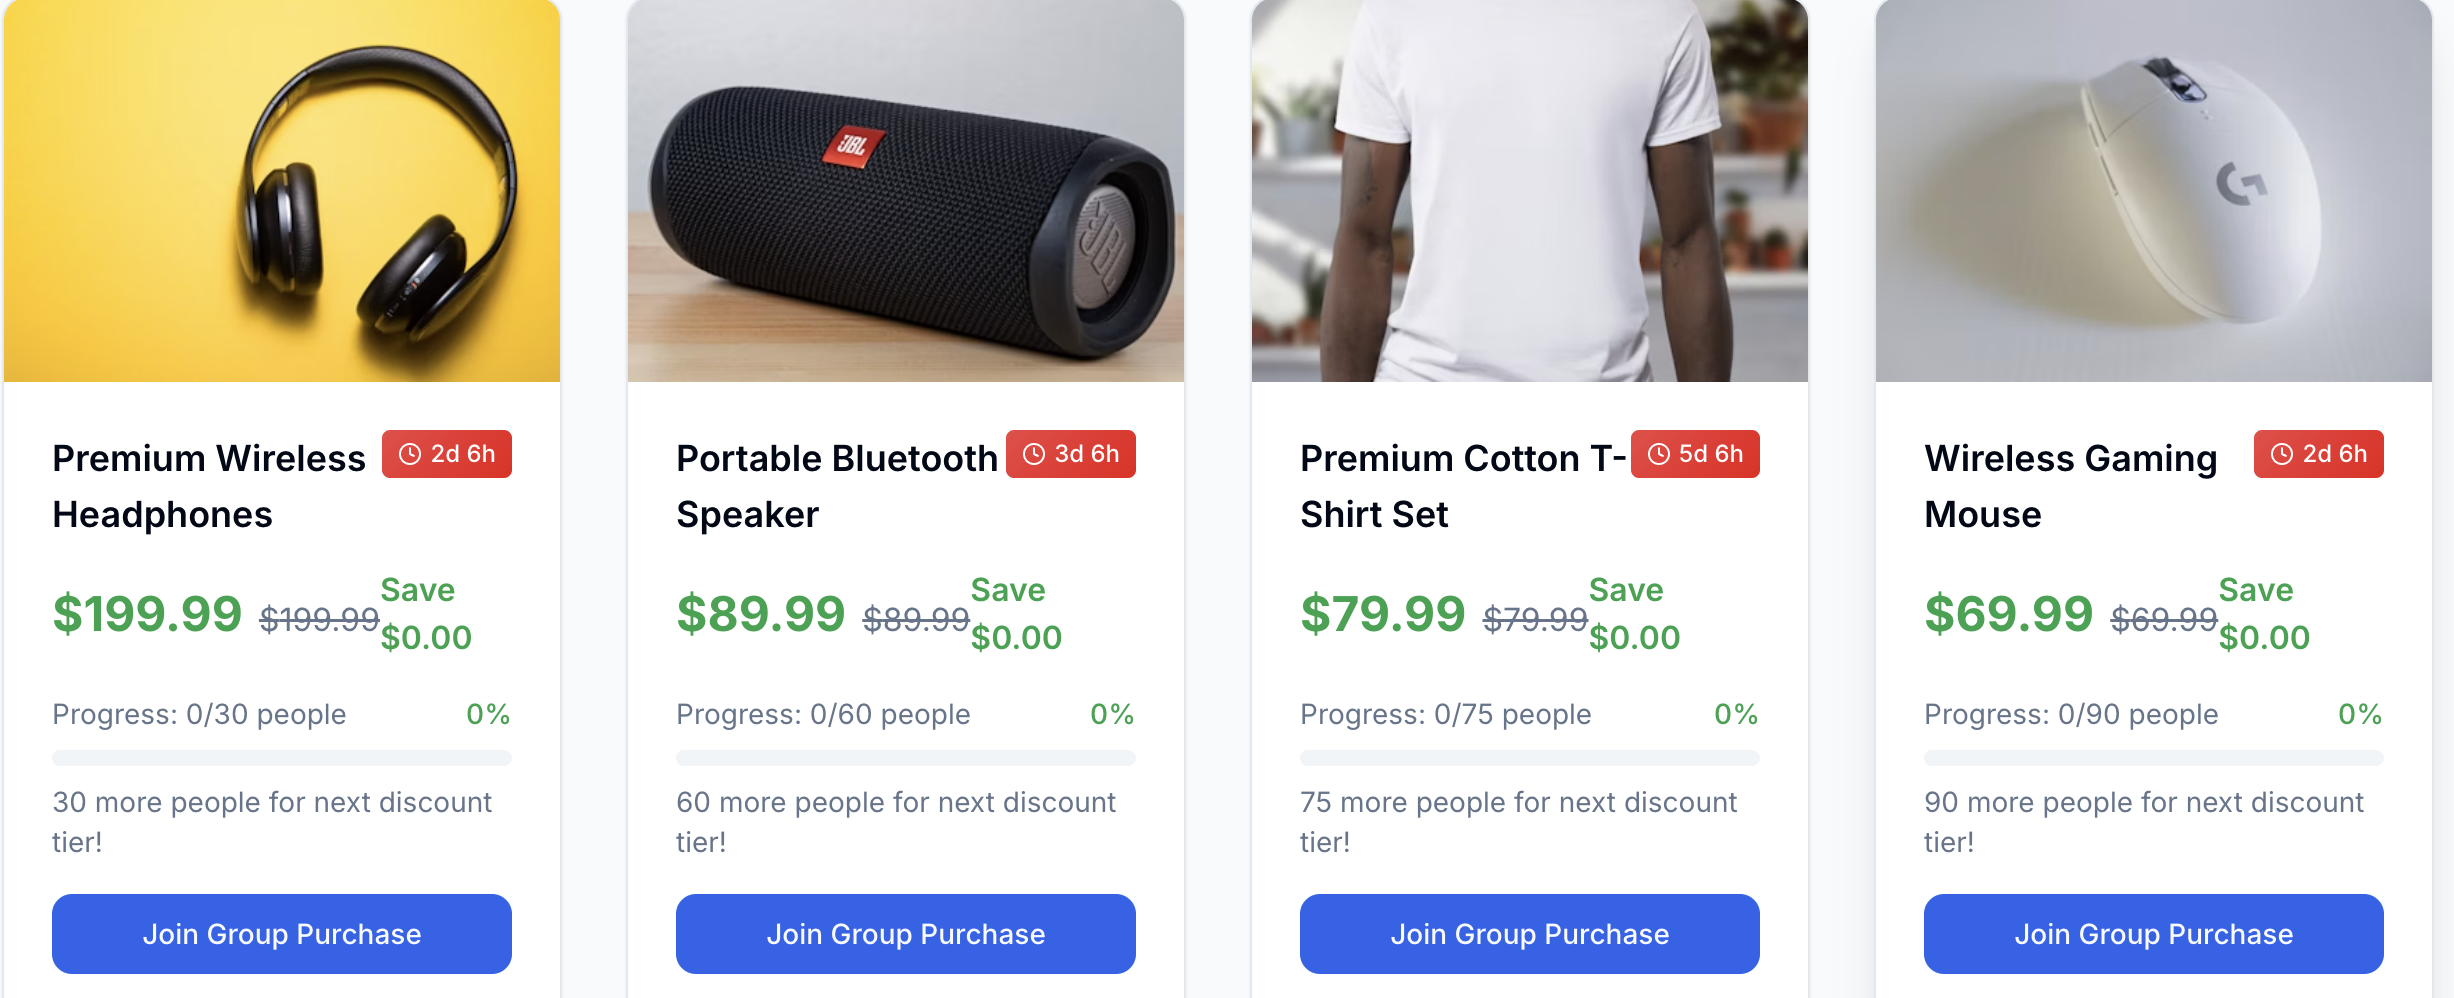 JBL
JBL
G
Premium Wireless
Headphones
2d 6h
$199.99 $199.99
Save
$0.00
Progress: 0/30 people 0%
30 more people for next discount
tier!
Join Group Purchase
Portable Bluetooth
Speaker
3d 6h
$89.99 $89.99
Save
$0.00
Progress: 0/60 people 0%
60 more people for next discount
tier!
Join Group Purchase
Premium Cotton T-
Shirt Set
5d 6h
$79.99 $79.99
Save
$0.00
Progress: 0/75 people 0%
75 more people for next discount
tier!
Join Group Purchase
Wireless Gaming
Mouse
2d 6h
$69.99 $69.99
Save
$0.00
Progress: 0/90 people 0%
90 more people for next discount
tier!
Join Group Purchase